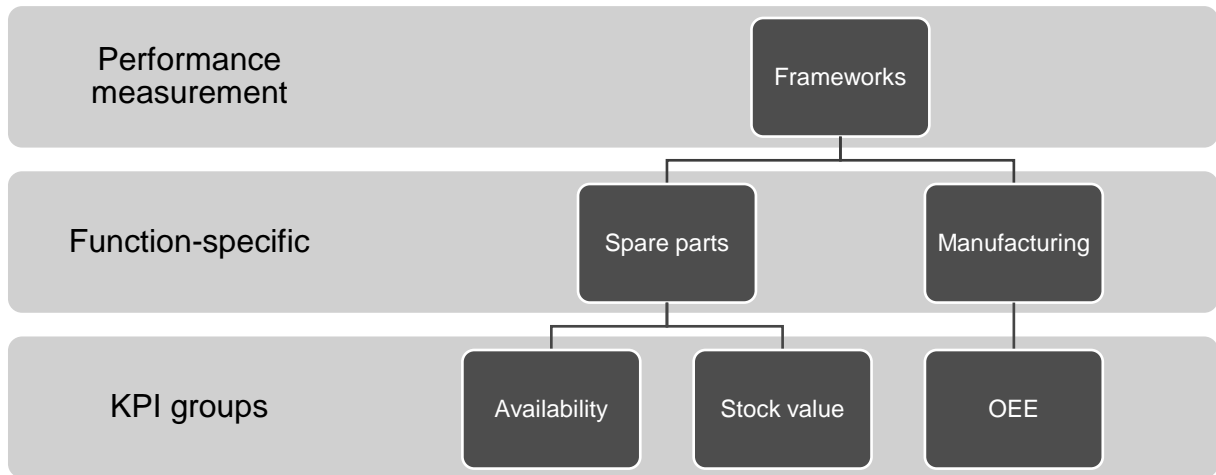 Performance
measurement
Frameworks
Function-specific
Spare parts
Manufacturing
KPI groups
Availability
Stock value
OEE